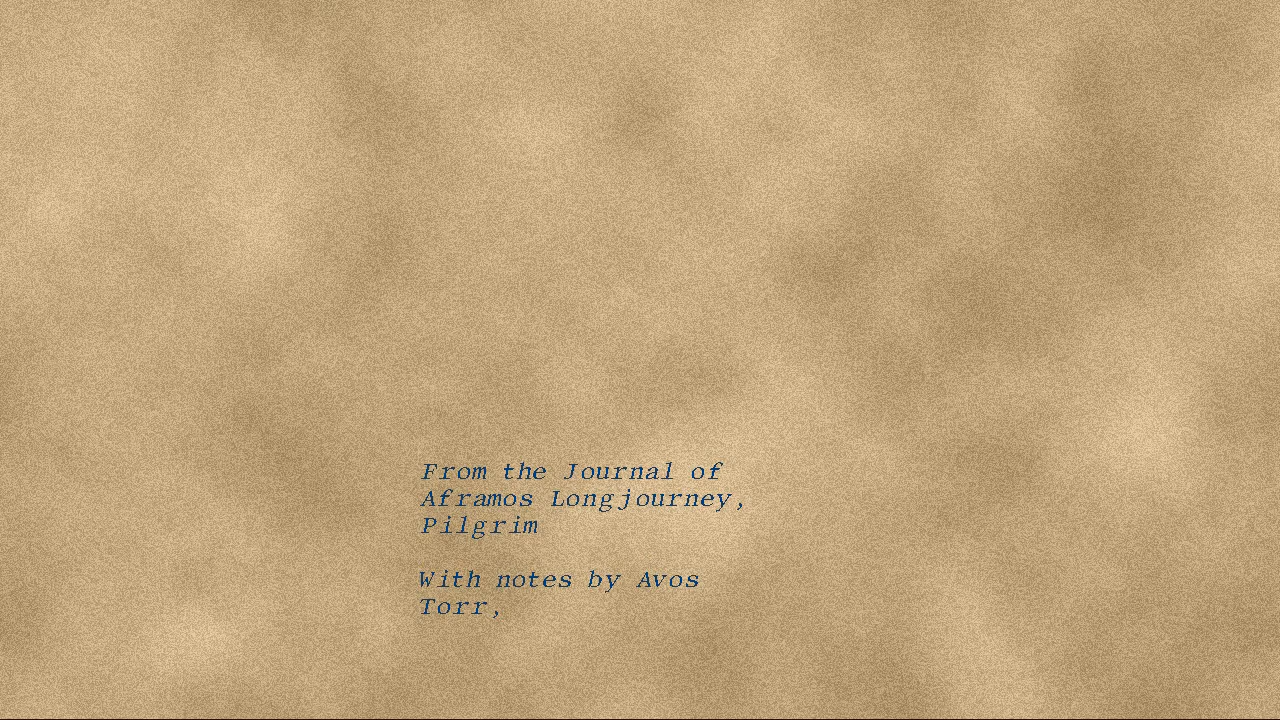 From the Journal of
Aframos Longjourney,
Pilgrim
With notes by Avos
Torr,